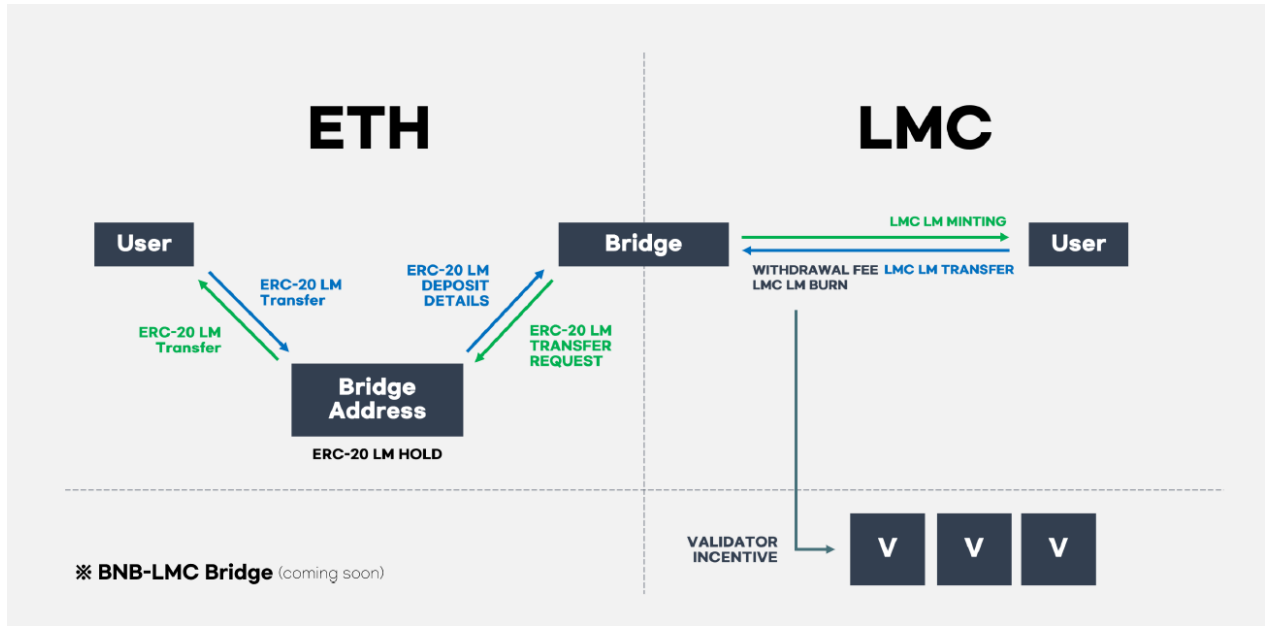 ETH
LMC
User
ERC-20 LM
Transfer
ERC-20 LM
Transfer
Bridge
Address
ERC-20 LM HOLD
ERC-20 LM
DEPOSIT
DETAILS
ERC-20 LM
TRANSFER
REQUEST
Bridge
LMC LM MINTING
WITHDRAWAL FEE
LMC LM BURN
LMC LM TRANSFER
User
VALIDATOR
INCENTIVE
V
V
V
※ BNB-LMC Bridge (coming soon)